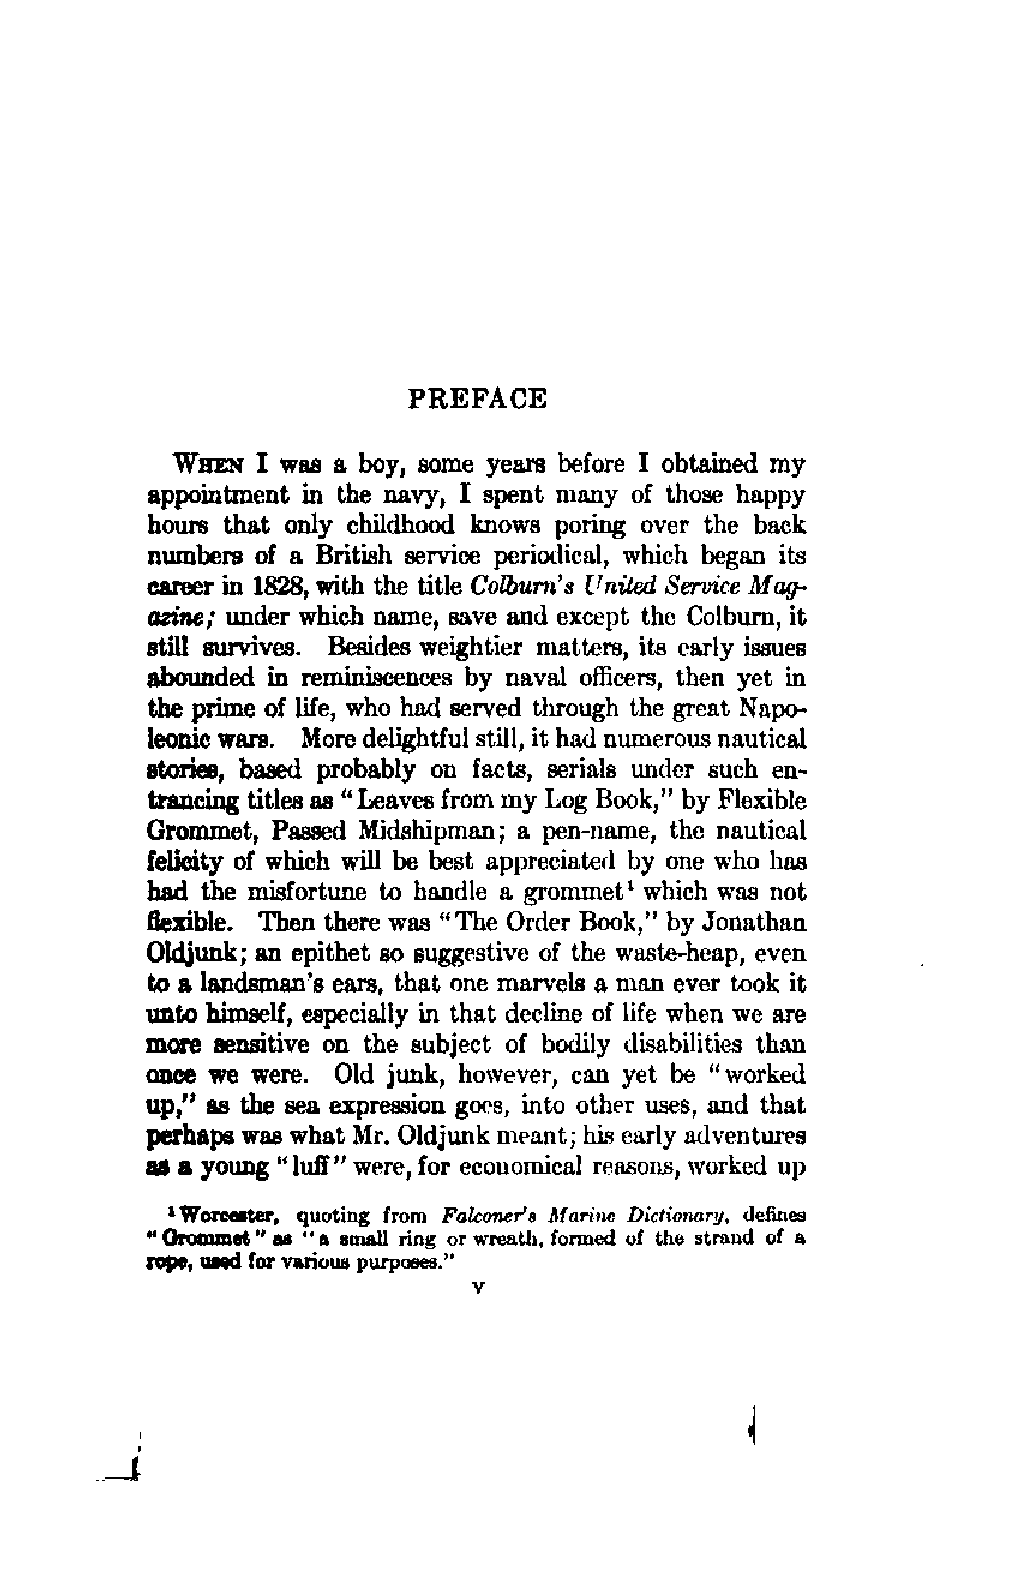 PREFACE
WHEN I was a boy, some years before I obtained my
appointment in the navy, I spent many of those happy
hours that only childhood knows poring over the back
numbers of a British service periodical, which began its
career in 1828, with the title Colburn's United Service Mag-
azine; under which name, save and except the Colburn, it
still survives. Besides weightier matters, its early issues
abounded in reminiscences by naval officers, then yet in
the prime of life, who had served through the great Napo-
leonic wars. More delightful still, it had numerous nautical
stories, based probably on facts, serials under such en-
trancing titles as "Leaves from my Log Book," by Flexible
Grommet, Passed Midshipman; a pen-name, the nautical
felicity of which will be best appreciated by one who has
had the misfortune to handle a grommet¹ which was not
flexible. Then there was "The Order Book," by Jonathan
Oldjunk; an epithet so suggestive of the waste-heap, even
to a landsman's ears, that one marvels a man ever took it
unto himself, especially in that decline of life when we are
more sensitive on the subject of bodily disabilities than
once we were. Old junk, however, can yet be "worked
up," as the sea expression goes, into other uses, and that
perhaps was what Mr. Oldjunk meant; his early adventures
as a young "luff" were, for economical reasons, worked up
¹ Worcester, quoting from Falconer's Marine Dictionary, defines
"Grommet" as "a small ring or wreath, formed of the strand of a
rope, used for various purposes."
v